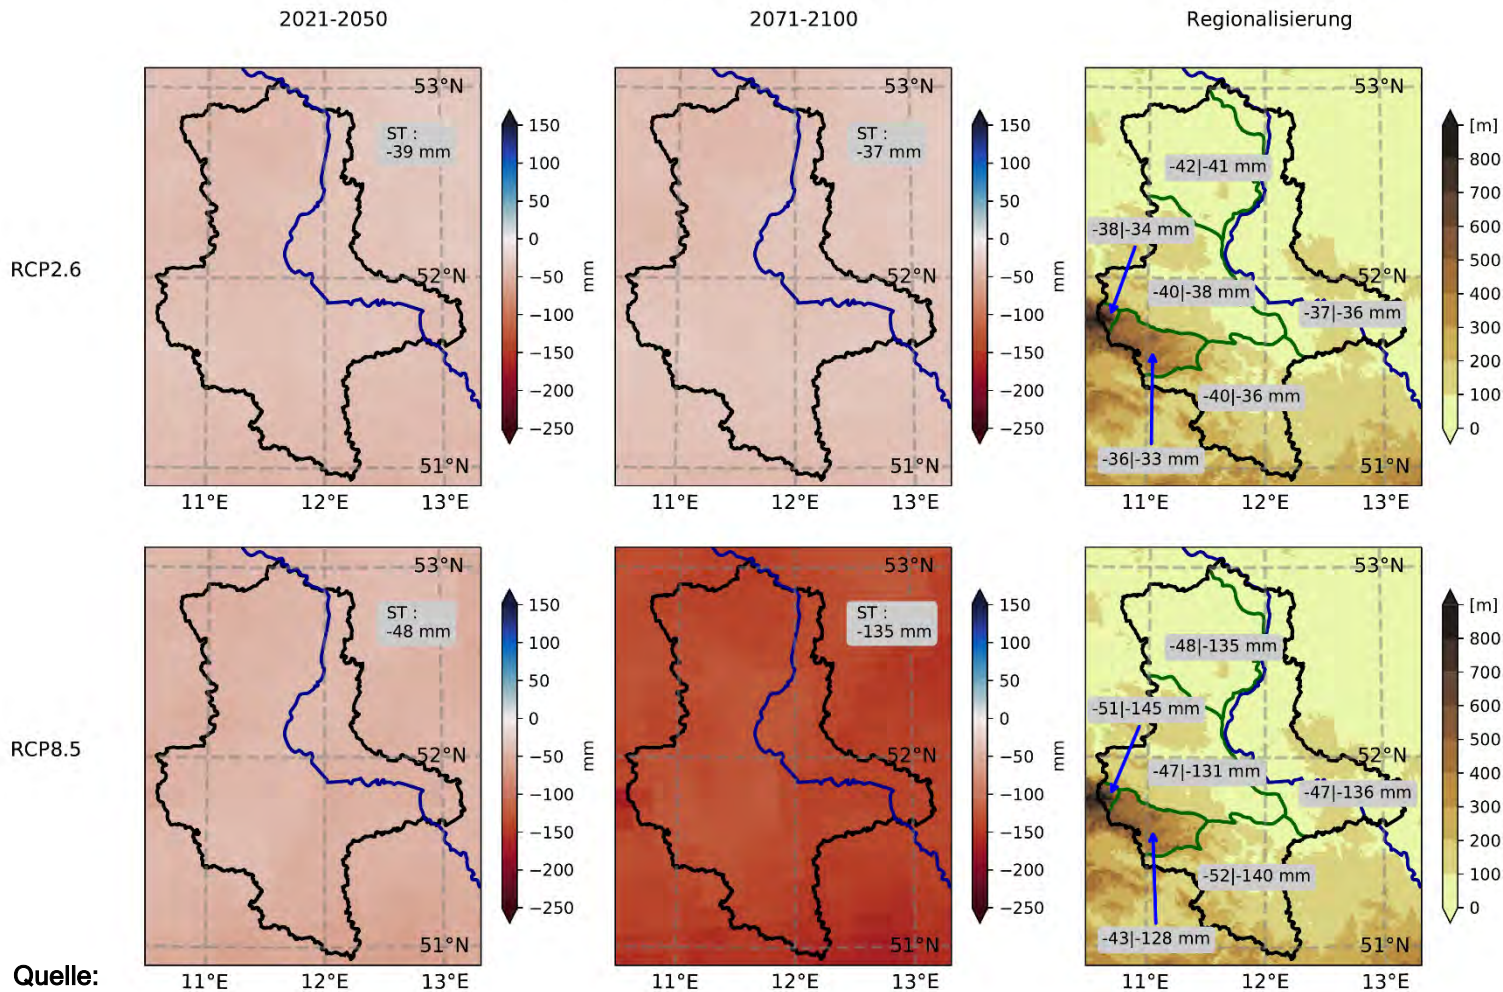 2021-2050
2071-2100
Regionalisierung
RCP2.6
53°N
52°N
51°N
11°E
12°E
13°E
ST :
-39 mm
150
100
50
0
−50
−100
−150
−200
−250
mm
53°N
52°N
51°N
11°E
12°E
13°E
ST :
-37 mm
150
100
50
0
−50
−100
−150
−200
−250
mm
53°N
52°N
51°N
11°E
12°E
13°E
-42|-41 mm
-38|-34 mm
-40|-38 mm
-37|-36 mm
-40|-36 mm
-36|-33 mm
[m]
800
700
600
500
400
300
200
100
0
RCP8.5
53°N
52°N
51°N
11°E
12°E
13°E
ST :
-48 mm
150
100
50
0
−50
−100
−150
−200
−250
mm
53°N
52°N
51°N
11°E
12°E
13°E
ST :
-135 mm
150
100
50
0
−50
−100
−150
−200
−250
mm
53°N
52°N
51°N
11°E
12°E
13°E
-48|-135 mm
-51|-145 mm
-47|-131 mm
-47|-136 mm
-52|-140 mm
-43|-128 mm
[m]
800
700
600
500
400
300
200
100
0
Quelle: